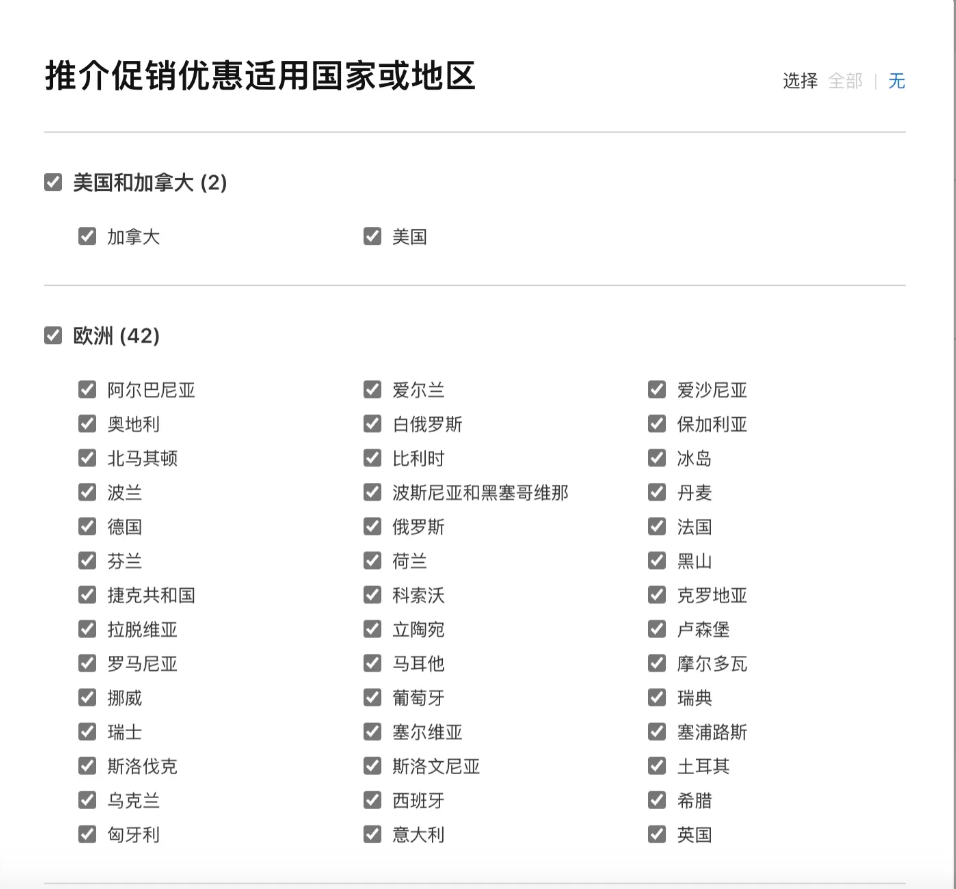 推介促销优惠适用国家或地区 选择 全部 | 无
美国和加拿大 (2)
加拿大 美国
欧洲 (42)
阿尔巴尼亚 爱尔兰 爱沙尼亚
奥地利 白俄罗斯 保加利亚
北马其顿 比利时 冰岛
波兰 波斯尼亚和黑塞哥维那 丹麦
德国 俄罗斯 法国
芬兰 荷兰 黑山
捷克共和国 科索沃 克罗地亚
拉脱维亚 立陶宛 卢森堡
罗马尼亚 马耳他 摩尔多瓦
挪威 葡萄牙 瑞典
瑞士 塞尔维亚 塞浦路斯
斯洛伐克 斯洛文尼亚 土耳其
乌克兰 西班牙 希腊
匈牙利 意大利 英国